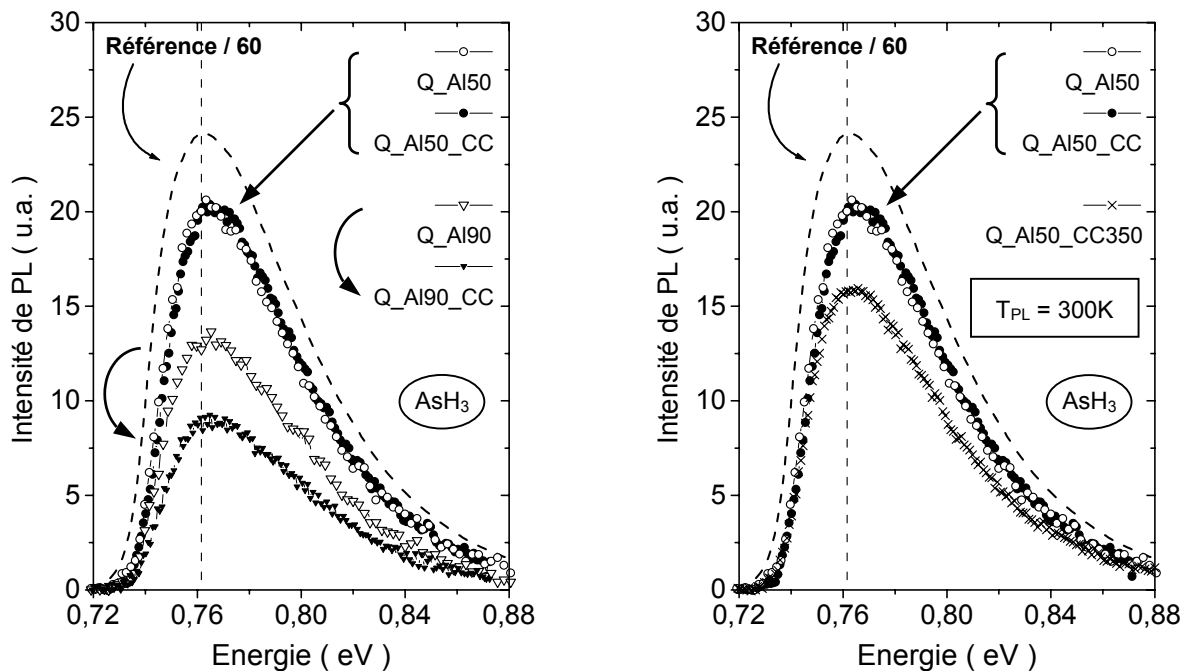 30
25
20
15
10
5
0
Intensité de PL ( u.a. )
Référence / 60
Q_Al50
Q_Al50_CC
Q_Al90
Q_Al90_CC
AsH3
0,72 0,76 0,80 0,84 0,88
Energie ( eV )
30
25
20
15
10
5
0
Intensité de PL ( u.a. )
Référence / 60
Q_Al50
Q_Al50_CC
Q_Al50_CC350
TPL = 300K
AsH3
0,72 0,76 0,80 0,84 0,88
Energie ( eV )